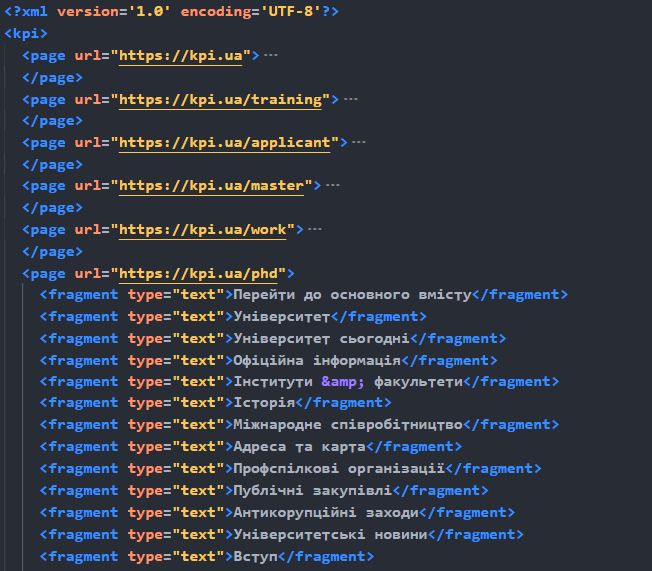 <?xml version='1.0' encoding='UTF-8'?>
<kpi>
<page url="https://kpi.ua">···
</page>
<page url="https://kpi.ua/training">···
</page>
<page url="https://kpi.ua/applicant">···
</page>
<page url="https://kpi.ua/master">···
</page>
<page url="https://kpi.ua/work">···
</page>
<page url="https://kpi.ua/phd">
<fragment type="text">Перейти до основного вмісту</fragment>
<fragment type="text">Університет</fragment>
<fragment type="text">Університет сьогодні</fragment>
<fragment type="text">Офіційна інформація</fragment>
<fragment type="text">Інститути &amp; факультети</fragment>
<fragment type="text">Історія</fragment>
<fragment type="text">Міжнародне співробітництво</fragment>
<fragment type="text">Адреса та карта</fragment>
<fragment type="text">Профспілкові організації</fragment>
<fragment type="text">Публічні закупівлі</fragment>
<fragment type="text">Антикорупційні заходи</fragment>
<fragment type="text">Університетські новини</fragment>
<fragment type="text">Вступ</fragment>